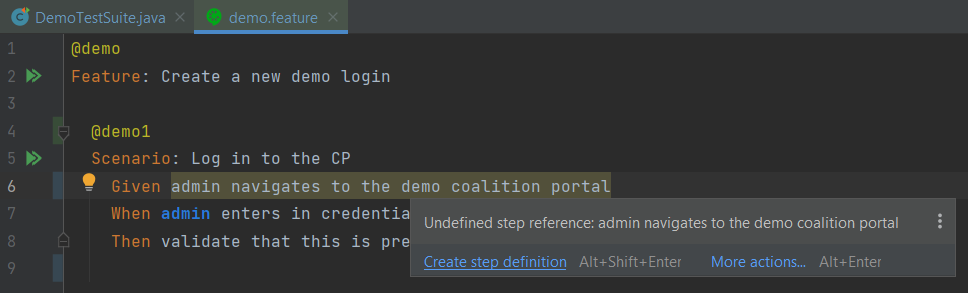 DemoTestSuite.java
demo.feature
1 @demo
2 Feature: Create a new demo login
3
4 @demo1
5 Scenario: Log in to the CP
6 Given admin navigates to the demo coalition portal
7 When admin enters in credentia
8 Then validate that this is pre
9
Undefined step reference: admin navigates to the demo coalition portal
Create step definition Alt+Shift+Enter More actions... Alt+Enter